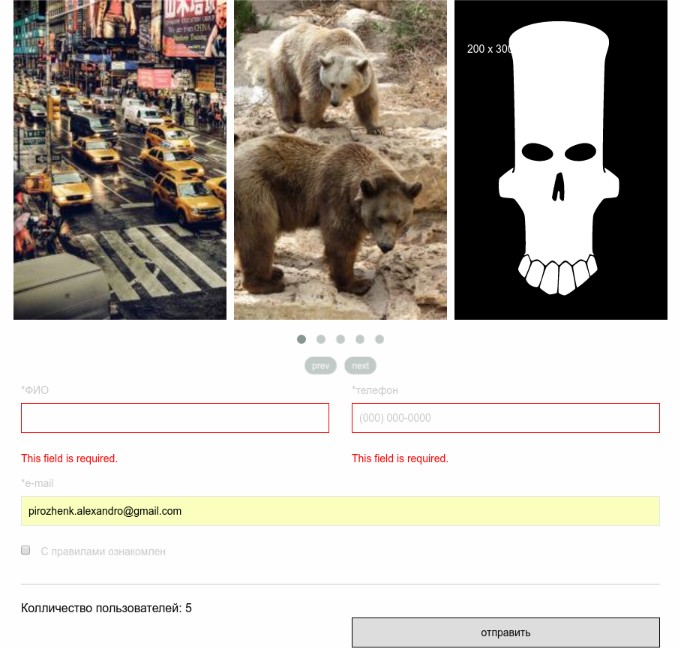 200 x 300
prev next
*ФИО *телефон
(000) 000-0000
This field is required. This field is required.
*e-mail
pirozhenk.alexandro@gmail.com
С правилами ознакомлен
Колличество пользователей: 5
отправить